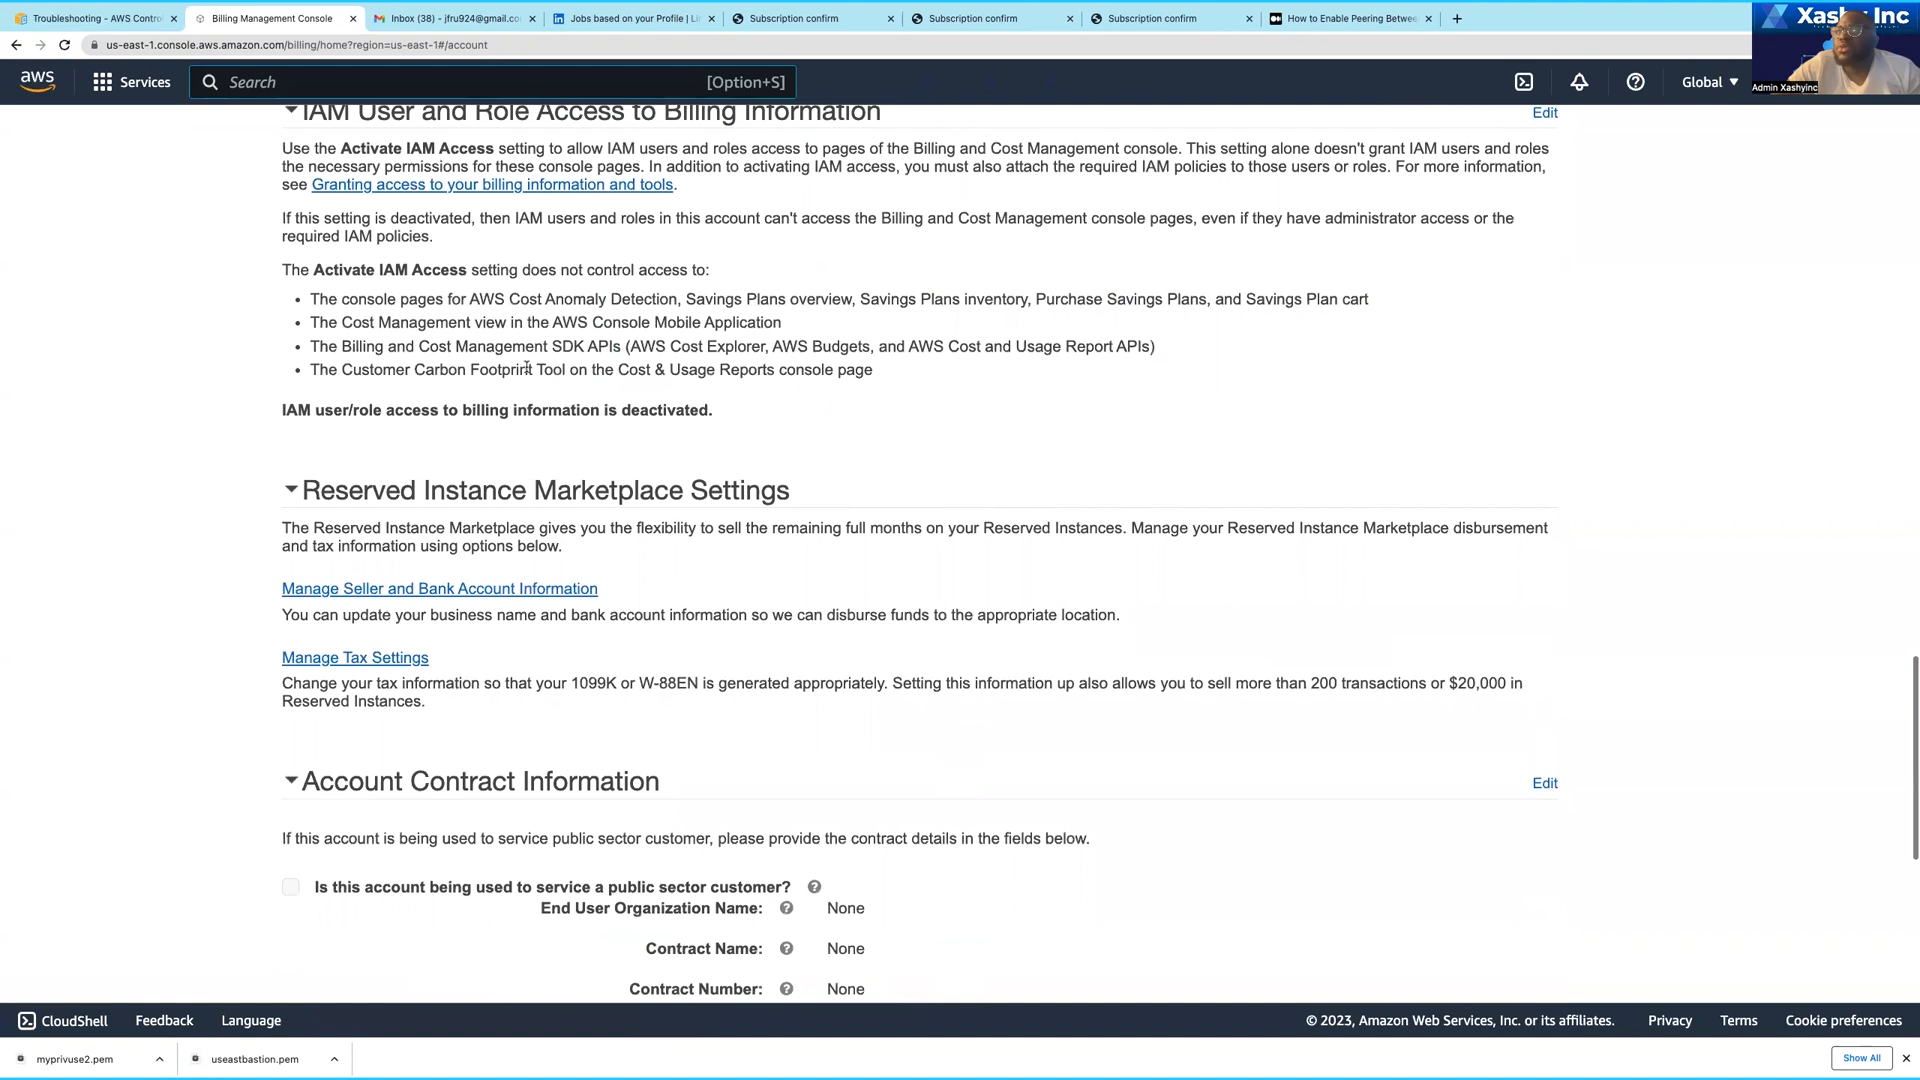 Troubleshooting - AWS Contro
Billing Management Console
Inbox (38) - jfru924@gmail.co
Jobs based on your Profile | Li
Subscription confirm
Subscription confirm
Subscription confirm
How to Enable Peering Betwee
us-east-1.console.aws.amazon.com/billing/home?region=us-east-1#/account
Xashy Inc
aws
Services
Search
[Option+S]
Global
Admin Xashyinc
IAM User and Role Access to Billing Information
Edit
Use the Activate IAM Access setting to allow IAM users and roles access to pages of the Billing and Cost Management console. This setting alone doesn't grant IAM users and roles
the necessary permissions for these console pages. In addition to activating IAM access, you must also attach the required IAM policies to those users or roles. For more information,
see Granting access to your billing information and tools.
If this setting is deactivated, then IAM users and roles in this account can't access the Billing and Cost Management console pages, even if they have administrator access or the
required IAM policies.
The Activate IAM Access setting does not control access to:
• The console pages for AWS Cost Anomaly Detection, Savings Plans overview, Savings Plans inventory, Purchase Savings Plans, and Savings Plan cart
• The Cost Management view in the AWS Console Mobile Application
• The Billing and Cost Management SDK APIs (AWS Cost Explorer, AWS Budgets, and AWS Cost and Usage Report APIs)
• The Customer Carbon Footprint Tool on the Cost & Usage Reports console page
IAM user/role access to billing information is deactivated.
Reserved Instance Marketplace Settings
The Reserved Instance Marketplace gives you the flexibility to sell the remaining full months on your Reserved Instances. Manage your Reserved Instance Marketplace disbursement
and tax information using options below.
Manage Seller and Bank Account Information
You can update your business name and bank account information so we can disburse funds to the appropriate location.
Manage Tax Settings
Change your tax information so that your 1099K or W-88EN is generated appropriately. Setting this information up also allows you to sell more than 200 transactions or $20,000 in
Reserved Instances.
Account Contract Information
Edit
If this account is being used to service public sector customer, please provide the contract details in the fields below.
Is this account being used to service a public sector customer?
End User Organization Name: None
Contract Name: None
Contract Number: None
CloudShell
Feedback
Language
© 2023, Amazon Web Services, Inc. or its affiliates.
Privacy
Terms
Cookie preferences
myprivuse2.pem
useastbastion.pem
Show All